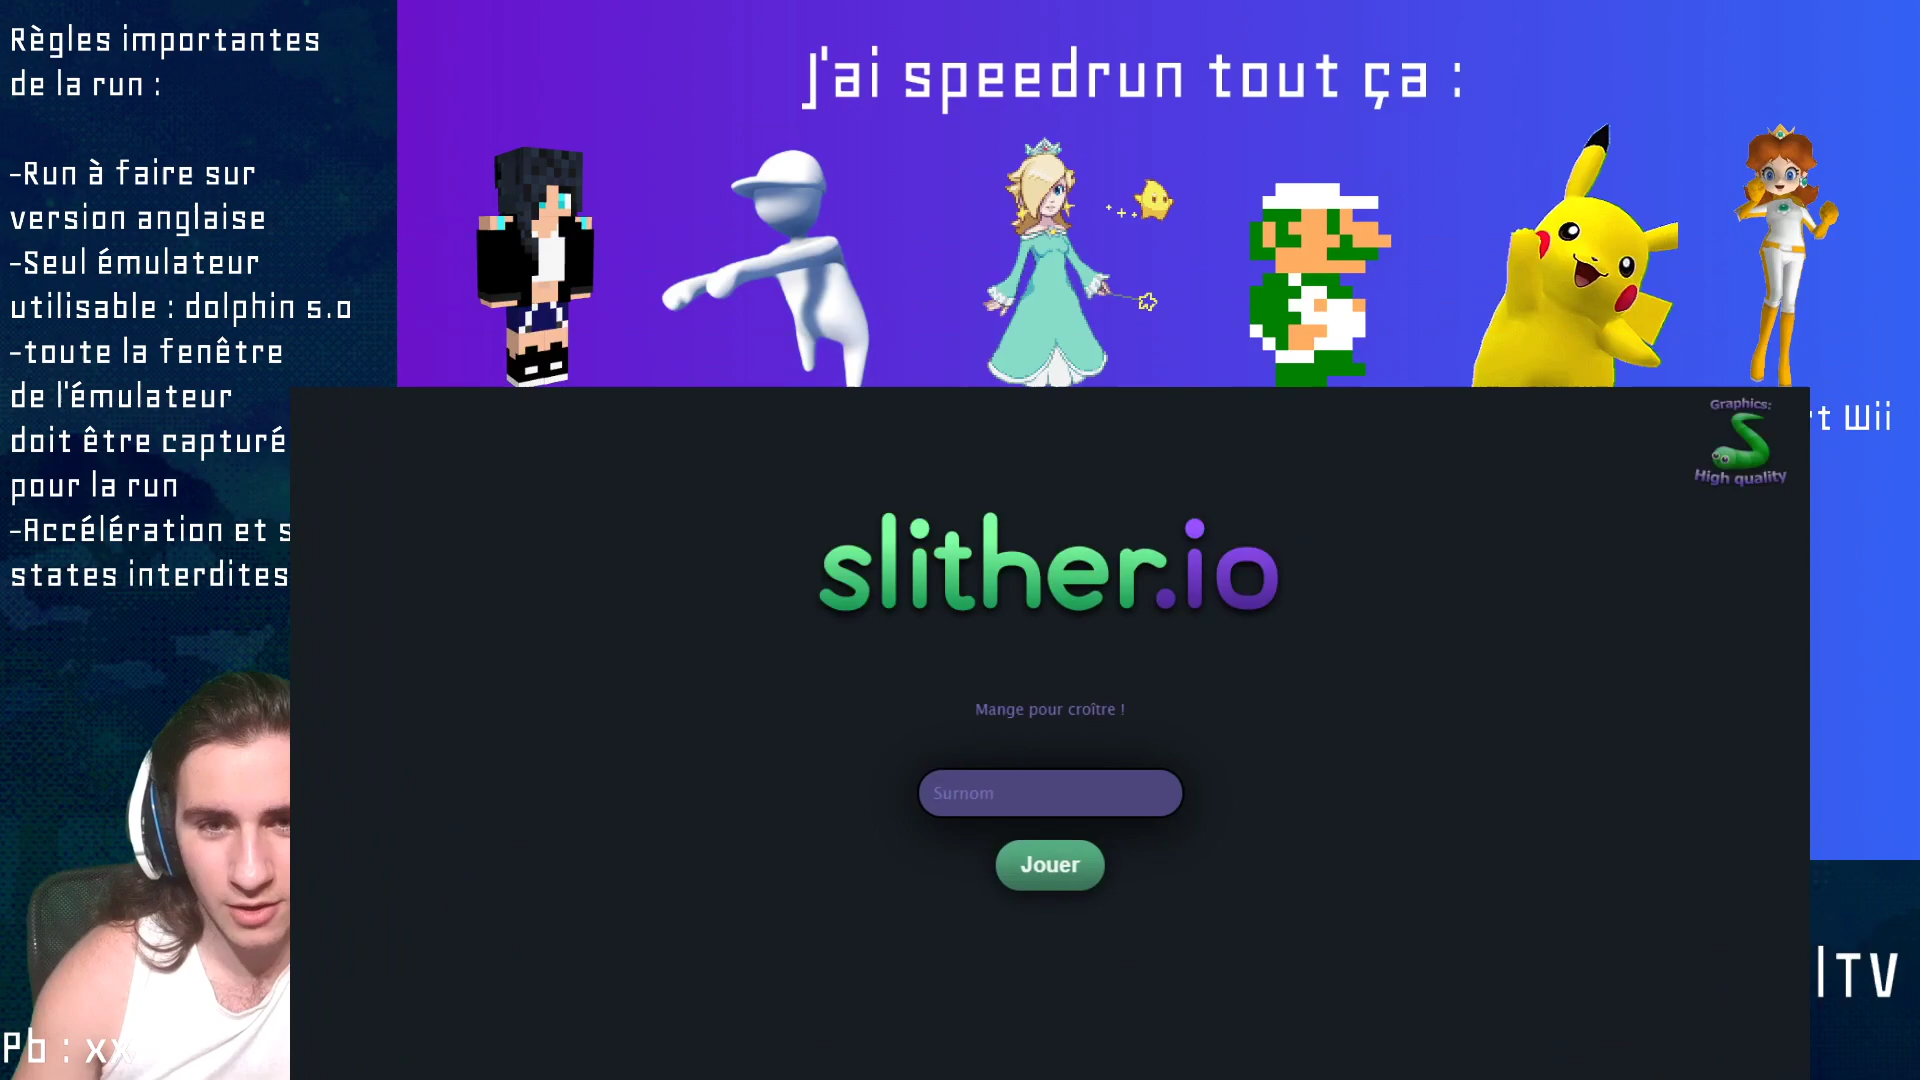 Règles importantes
de la run :
-Run à faire sur
version anglaise
-Seul émulateur
utilisable : dolphin 5.0
-toute la fenêtre
de l'émulateur
doit être capturé
pour la run
-Accélération et s
states interdites
J'ai speedrun tout ça :
rt Wii
Graphics:
High quality
slither.io
Mange pour croître !
Surnom
Jouer
lTV
Pb : xx